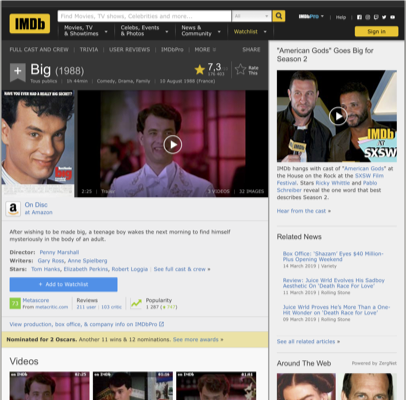 IMDb
Find Movies, TV shows, Celebrities and more...
All
Movies, TV
& Showtimes
Celebs, Events
& Photos
News &
Community
Watchlist
IMDbPro
Help
Sign in
FULL CAST AND CREW | TRIVIA | USER REVIEWS | IMDbPro | MORE
SHARE
Big (1988)
7,3
Rate
This
Tous publics | 1h 44min | Comedy, Drama, Family | 10 August 1988 (France)
HAVE YOU EVER HAD A REALLY BIG SECRET?
2:25 | Trailer
3 VIDEOS | 32 IMAGES
On Disc
at Amazon
After wishing to be made big, a teenage boy wakes the next morning to find himself
mysteriously in the body of an adult.
Director: Penny Marshall
Writers: Gary Ross, Anne Spielberg
Stars: Tom Hanks, Elizabeth Perkins, Robert Loggia | See full cast & crew »
+ Add to Watchlist
73
Metascore
From metacritic.com
Reviews
211 user | 103 critic
Popularity
View production, box office, & company info on IMDbPro
Nominated for 2 Oscars. Another 11 wins & 12 nominations. See more awards »
Videos
"American Gods" Goes Big for
Season 2
IMDb
at
SXSW
IMDb hangs with cast of "American Gods"
at the House on the Rock at the SXSW Film
Festival. Stars Ricky Whittle and Pablo
Schreiber reveal the one word that best
describes Season 2.
Hear from the cast »
Related News
Box Office: 'Shazam' Eyes $40 Million-
Plus Opening Weekend
14 March 2019 | Variety
Review: Juice Wrld Evolves His Sadboy
Aesthetic On 'Death Race For Love'
11 March 2019 | Rolling Stone
Juice Wrld Proves He's More Than a One-
Hit Wonder on 'Death Race for Love'
09 March 2019 | Rolling Stone
See all related articles »
Around The Web
Powered by ZergNet